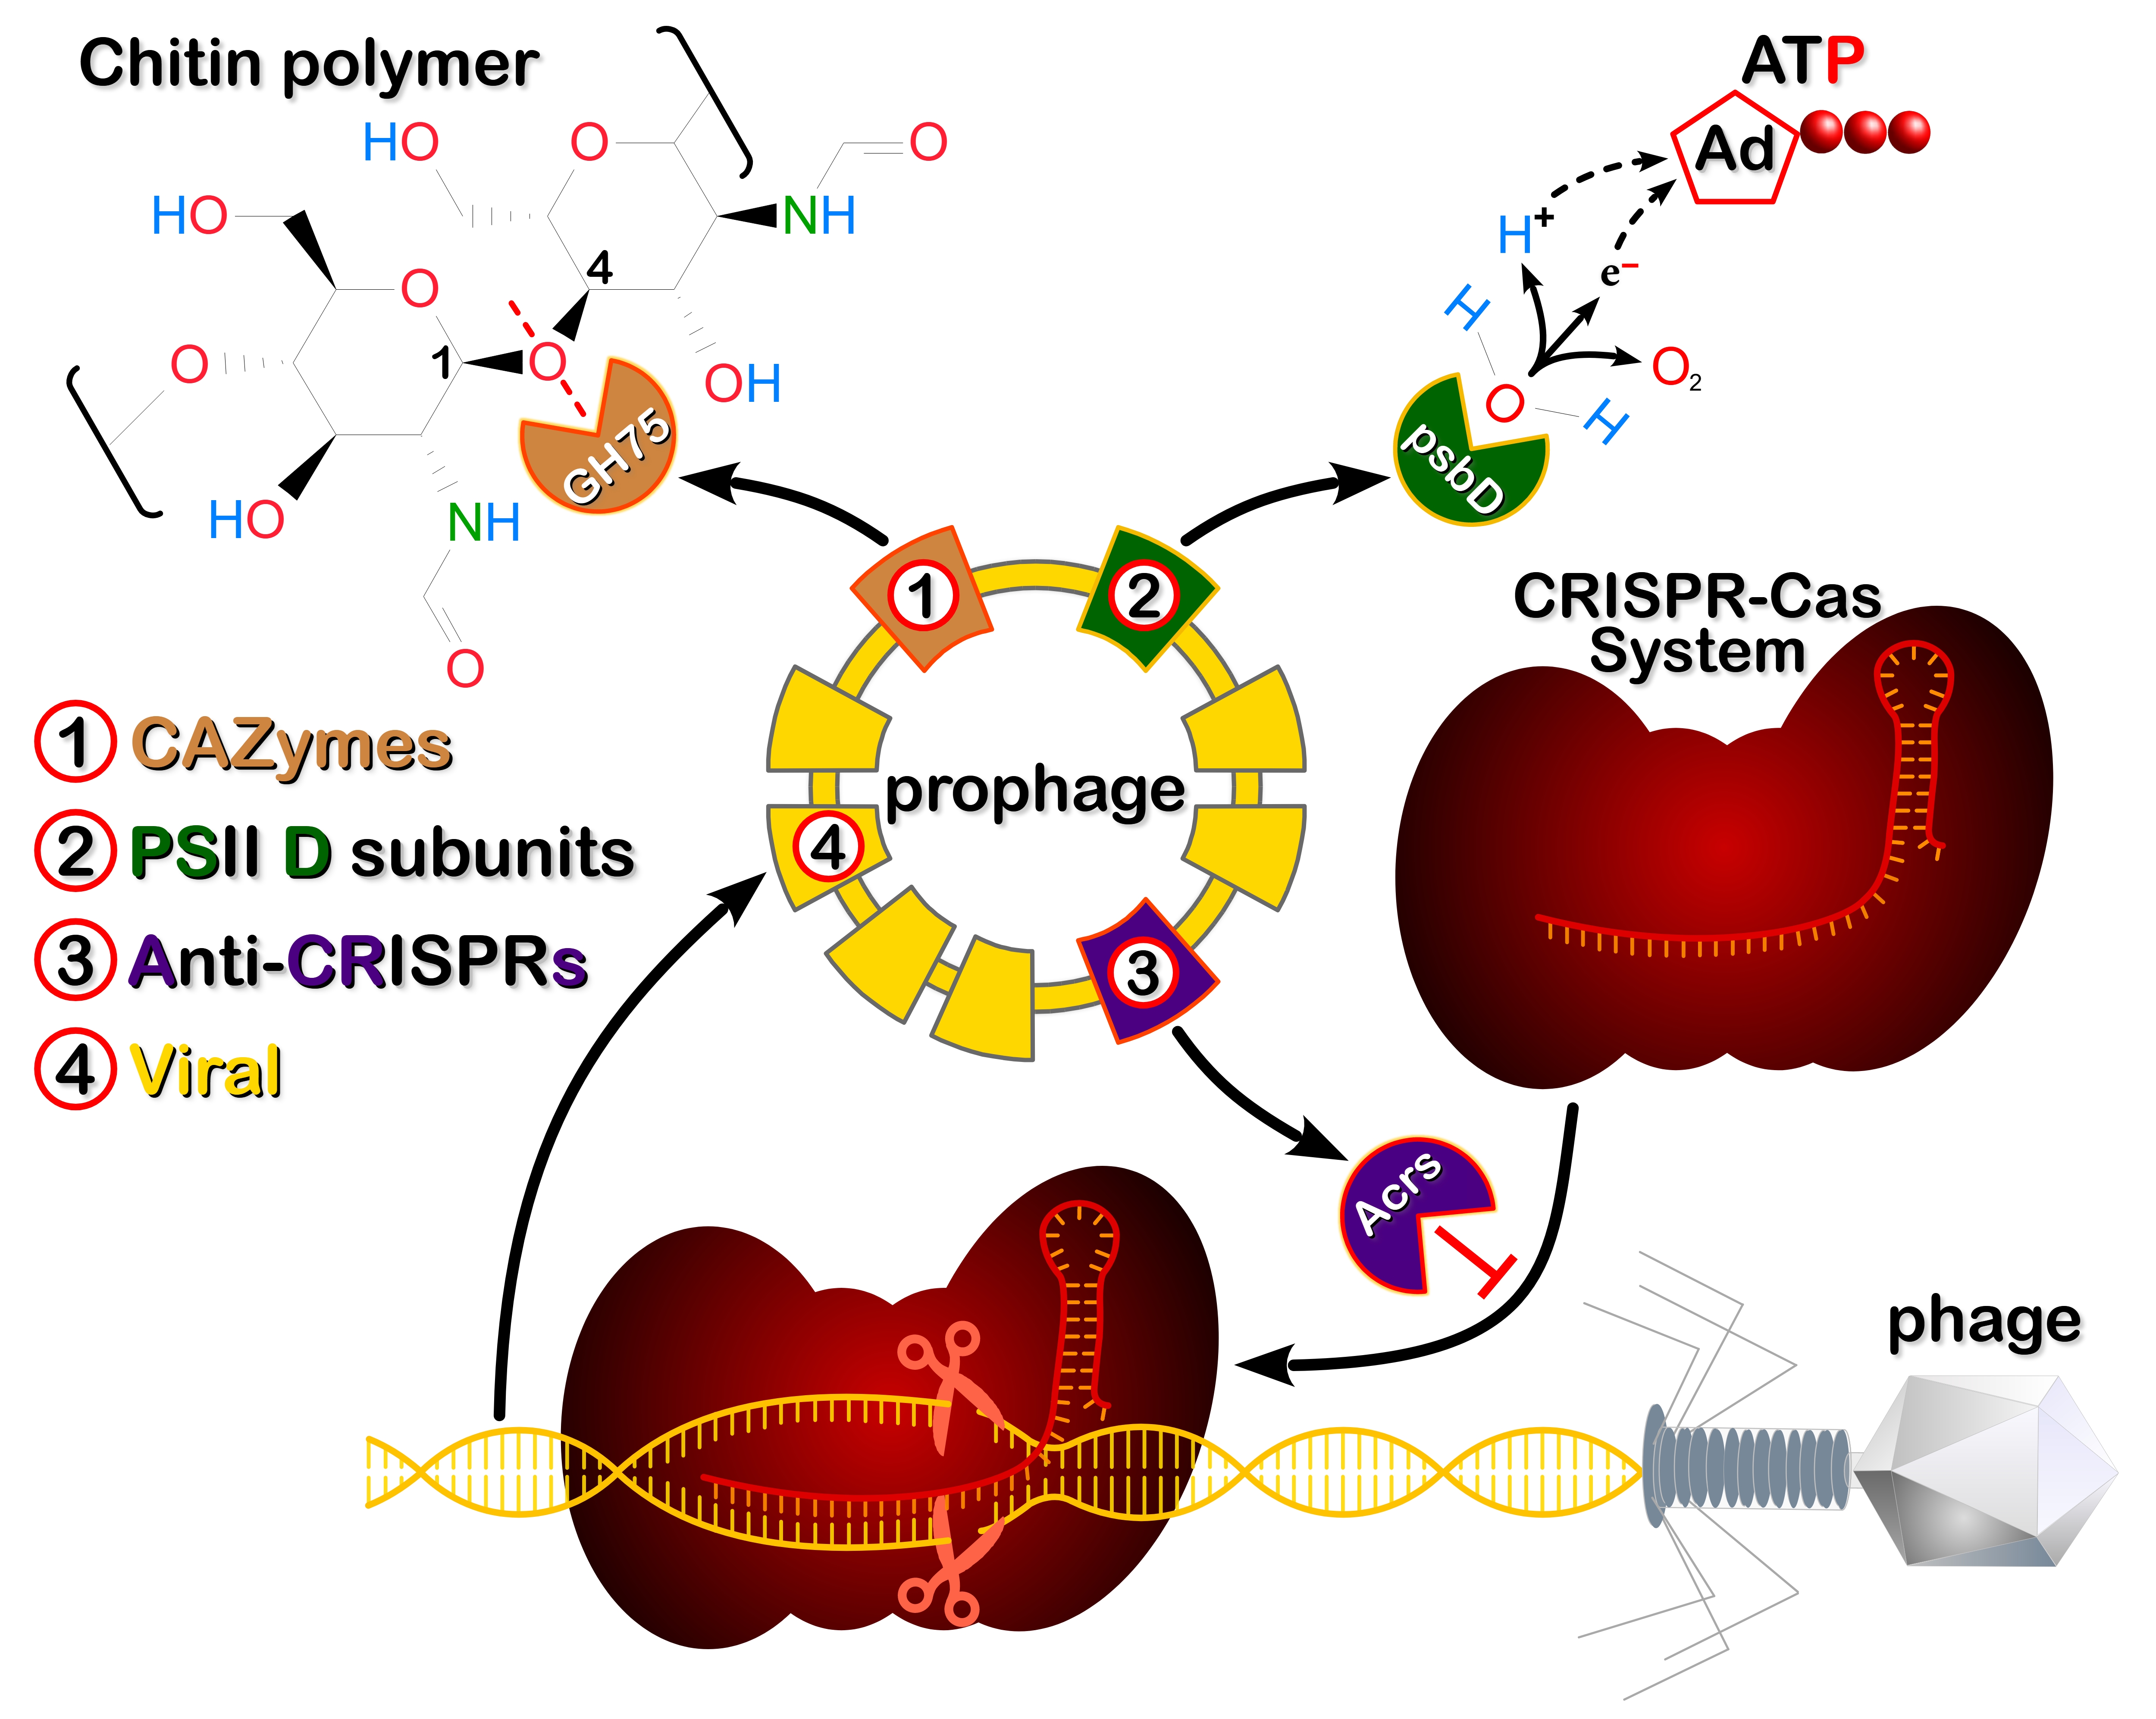 Chitin polymer
HO
O
O
HO
NH
4
O
1
O
O
OH
HO
NH
O
GH75
ATP
Ad
H+
e−
H
O2
O
H
psbD
CRISPR-Cas
System
1
2
prophage
4
3
1 CAZymes
2 PSII D subunits
3 Anti-CRISPRs
4 Viral
Acrs
phage